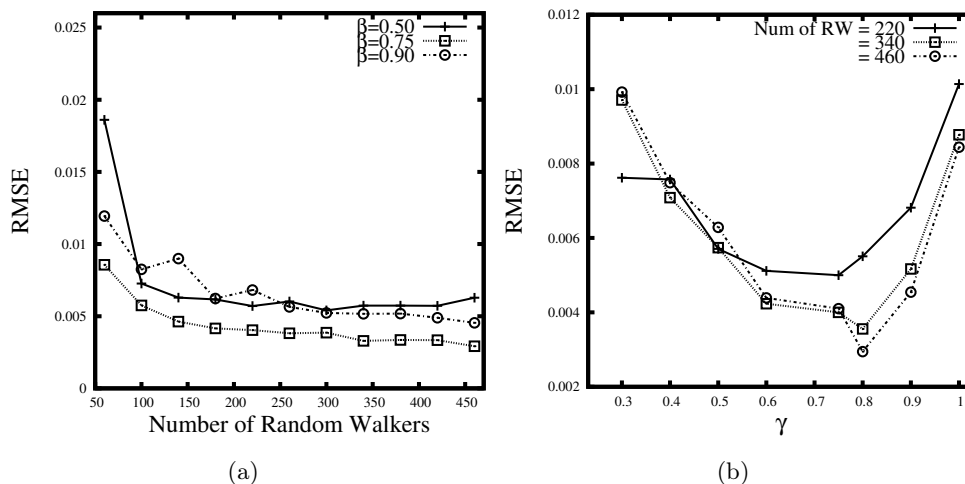 0.025
0.02
0.015
0.01
0.005
0
RMSE
β=0.50
β=0.75
β=0.90
50 100 150 200 250 300 350 400 450
Number of Random Walkers
(a)
0.012
0.01
0.008
0.006
0.004
0.002
RMSE
Num of RW = 220
= 340
= 460
0.3 0.4 0.5 0.6 0.7 0.8 0.9 1
γ
(b)